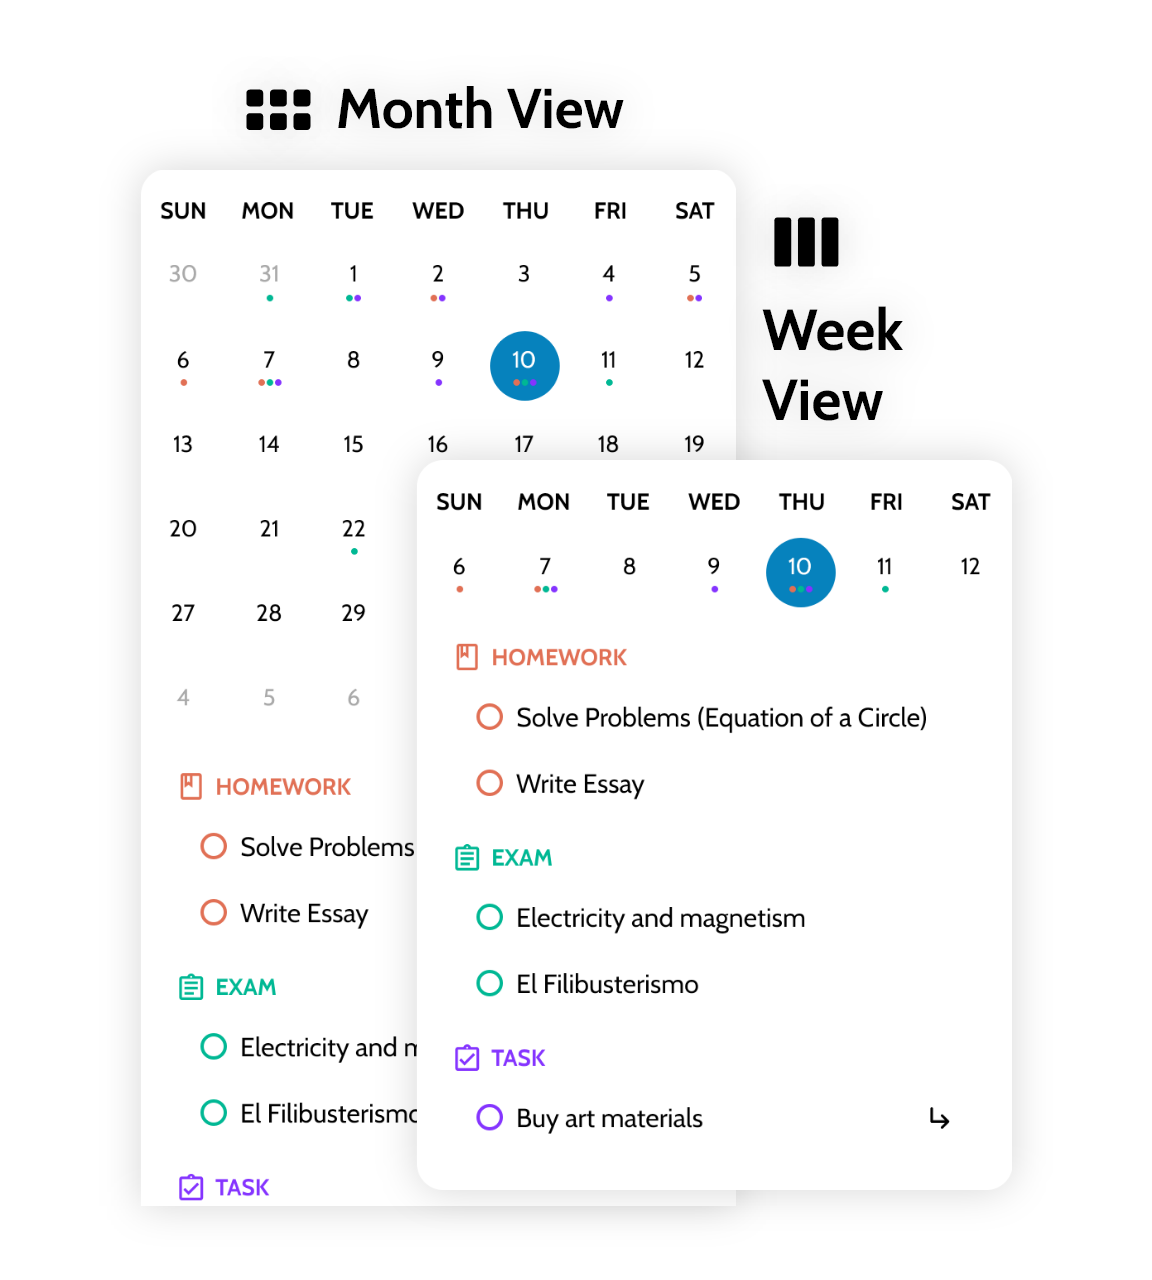 Month View
SUN MON TUE WED THU FRI SAT
30 31 1 2 3 4 5
6 7 8 9 10 11 12
13 14 15 16 17 18 19
20 21 22
27 28 29
4 5 6
HOMEWORK
Solve Problems
Write Essay
EXAM
Electricity and m
El Filibusterismo
TASK
Week
View
SUN MON TUE WED THU FRI SAT
6 7 8 9 10 11 12
HOMEWORK
Solve Problems (Equation of a Circle)
Write Essay
EXAM
Electricity and magnetism
El Filibusterismo
TASK
Buy art materials